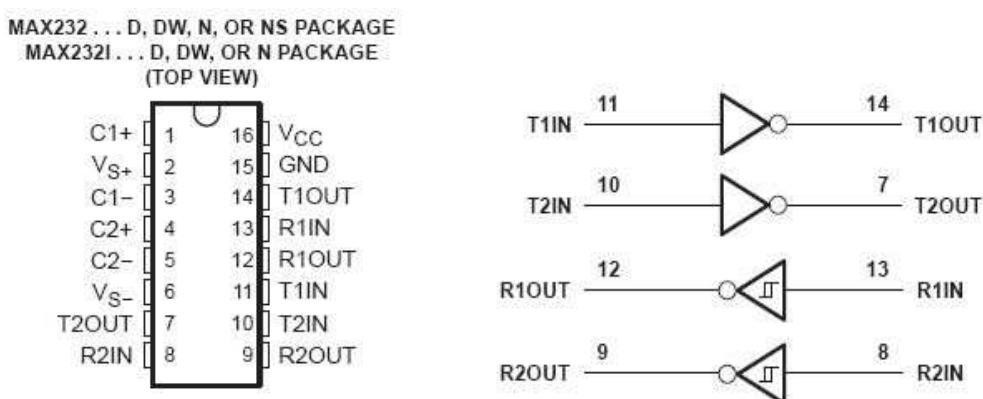 MAX232 . . . D, DW, N, OR NS PACKAGE
MAX232I . . . D, DW, OR N PACKAGE
(TOP VIEW)
C1+ 1 16 VCC
VS+ 2 15 GND
C1− 3 14 T1OUT
C2+ 4 13 R1IN
C2− 5 12 R1OUT
VS− 6 11 T1IN
T2OUT 7 10 T2IN
R2IN 8 9 R2OUT
T1IN 11 14 T1OUT
T2IN 10 7 T2OUT
R1OUT 12 13 R1IN
R2OUT 9 8 R2IN